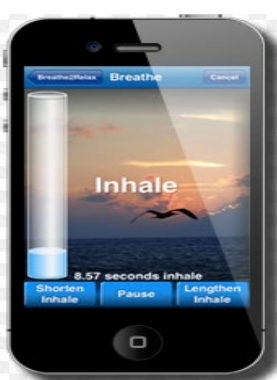 Breathe2Relax Breathe Cancel
Inhale
8.57 seconds inhale
Shorten Inhale
Pause
Lengthen Inhale